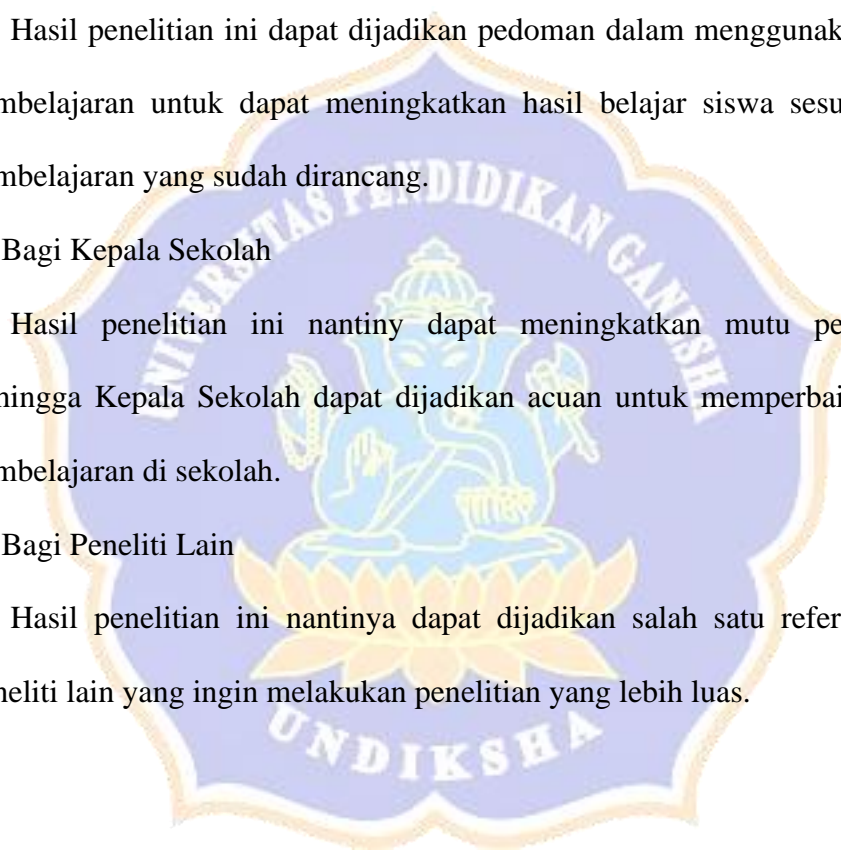 Hasil penelitian ini dapat dijadikan pedoman dalam menggunak
mbelajaran untuk dapat meningkatkan hasil belajar siswa sesu
mbelajaran yang sudah dirancang.
Bagi Kepala Sekolah
Hasil penelitian ini nantiny dapat meningkatkan mutu pe
hingga Kepala Sekolah dapat dijadikan acuan untuk memperbai
mbelajaran di sekolah.
Bagi Peneliti Lain
Hasil penelitian ini nantinya dapat dijadikan salah satu refer
neliti lain yang ingin melakukan penelitian yang lebih luas.
UNIVERSITAS PENDIDIKAN GANESHA
UNDIKSHA